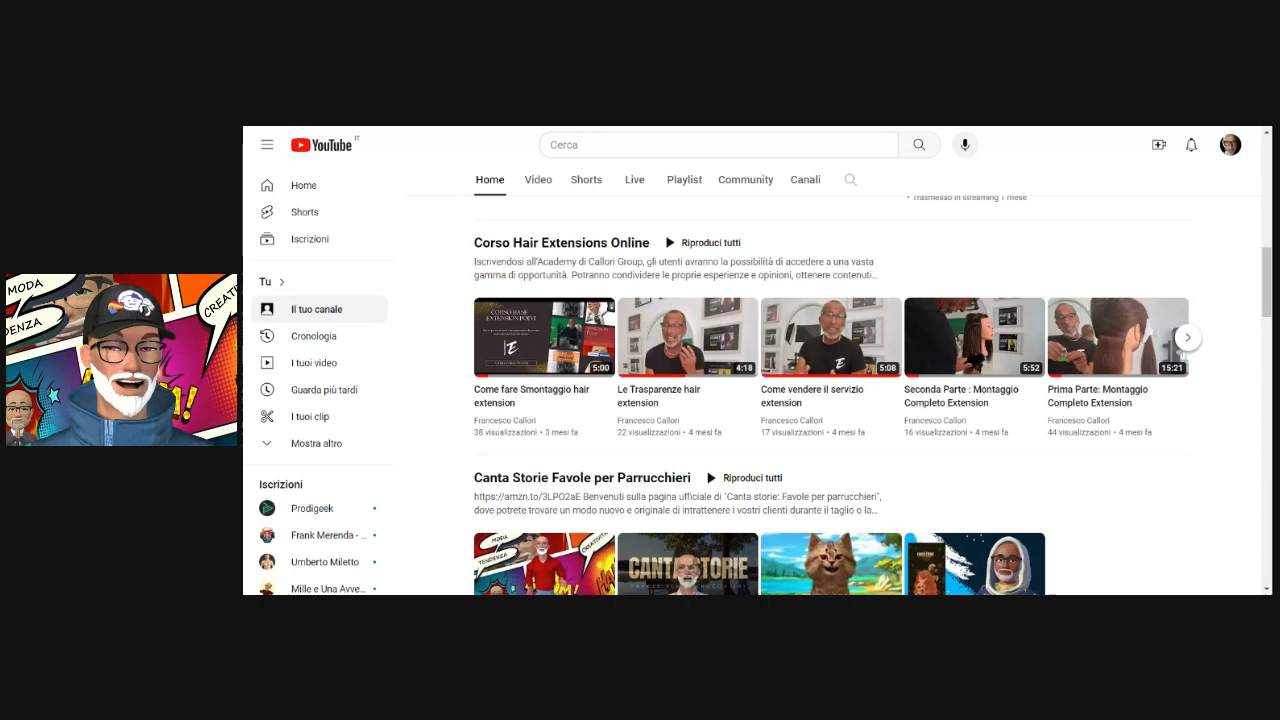 MODA
DENZA
CREATI
YouTube IT
Cerca
Home
Video
Shorts
Live
Playlist
Community
Canali
Home
Shorts
Iscrizioni
Tu
Il tuo canale
Cronologia
I tuoi video
Guarda più tardi
I tuoi clip
Mostra altro
Iscrizioni
Prodigeek
Frank Merenda - ...
Umberto Miletto
Mille e Una Avve...
• Trasmesso in streaming 1 mese
Corso Hair Extensions Online
Riproduci tutti
Iscrivendosi all'Academy di Callori Group, gli utenti avranno la possibilità di accedere a una vasta
gamma di opportunità. Potranno condividere le proprie esperienze e opinioni, ottenere contenuti...
CORSO BASE
EXTENSION POINT
5:00
4:18
5:08
5:52
15:21
Come fare Smontaggio hair
extension
Francesco Callori
38 visualizzazioni • 3 mesi fa
Le Trasparenze hair
extension
Francesco Callori
22 visualizzazioni • 4 mesi fa
Come vendere il servizio
extension
Francesco Callori
17 visualizzazioni • 4 mesi fa
Seconda Parte : Montaggio
Completo Extension
Francesco Callori
16 visualizzazioni • 4 mesi fa
Prima Parte: Montaggio
Completo Extension
Francesco Callori
44 visualizzazioni • 4 mesi fa
Canta Storie Favole per Parrucchieri
Riproduci tutti
https://amzn.to/3LPO2aE Benvenuti sulla pagina ufficiale di "Canta storie: Favole per parrucchieri",
dove potrete trovare un modo nuovo e originale di intrattenere i vostri clienti durante il taglio o la...
MODA
TENDENZA
CREATIVITÀ